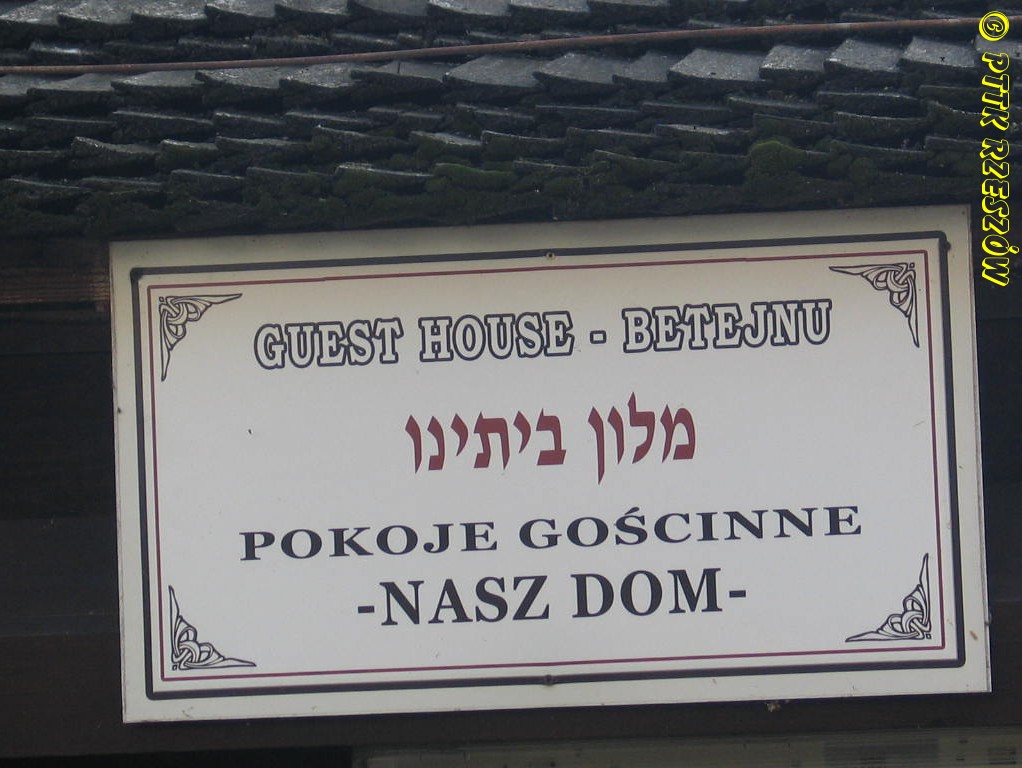 GUEST HOUSE - BETEJNU
מלון ביתינו
POKOJE GOŚCINNE
-NASZ DOM-
© PTTK RZESZÓW